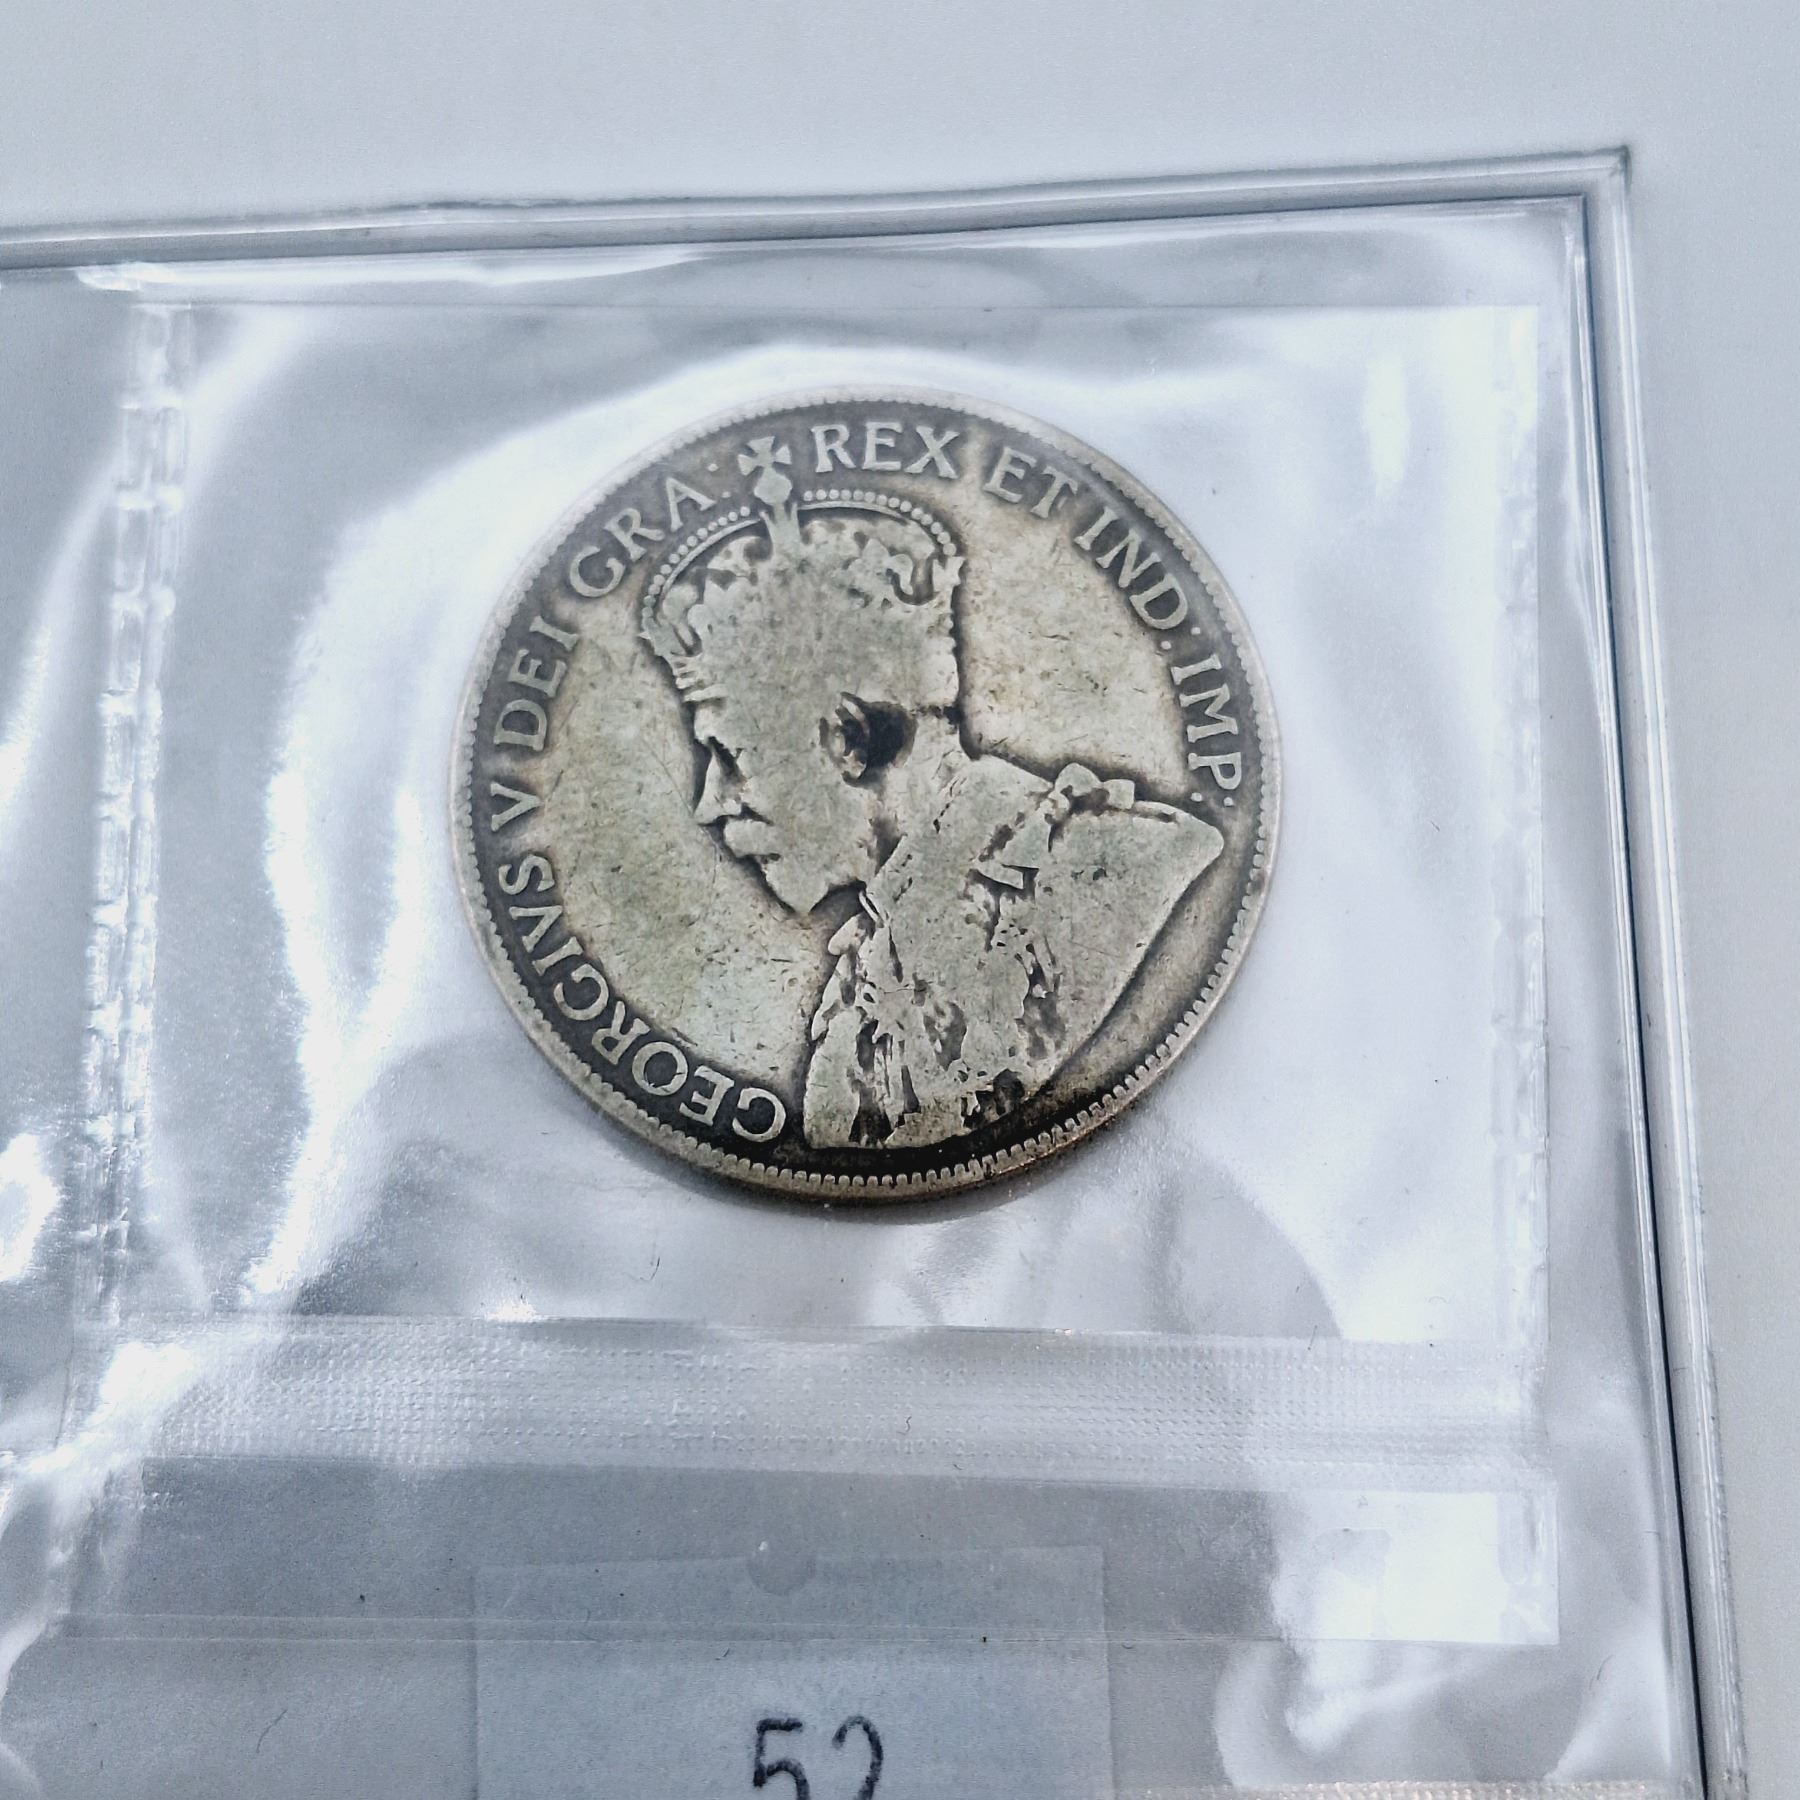 GEORGIVS V DEI GRA: REX ET IND: IMP:
52